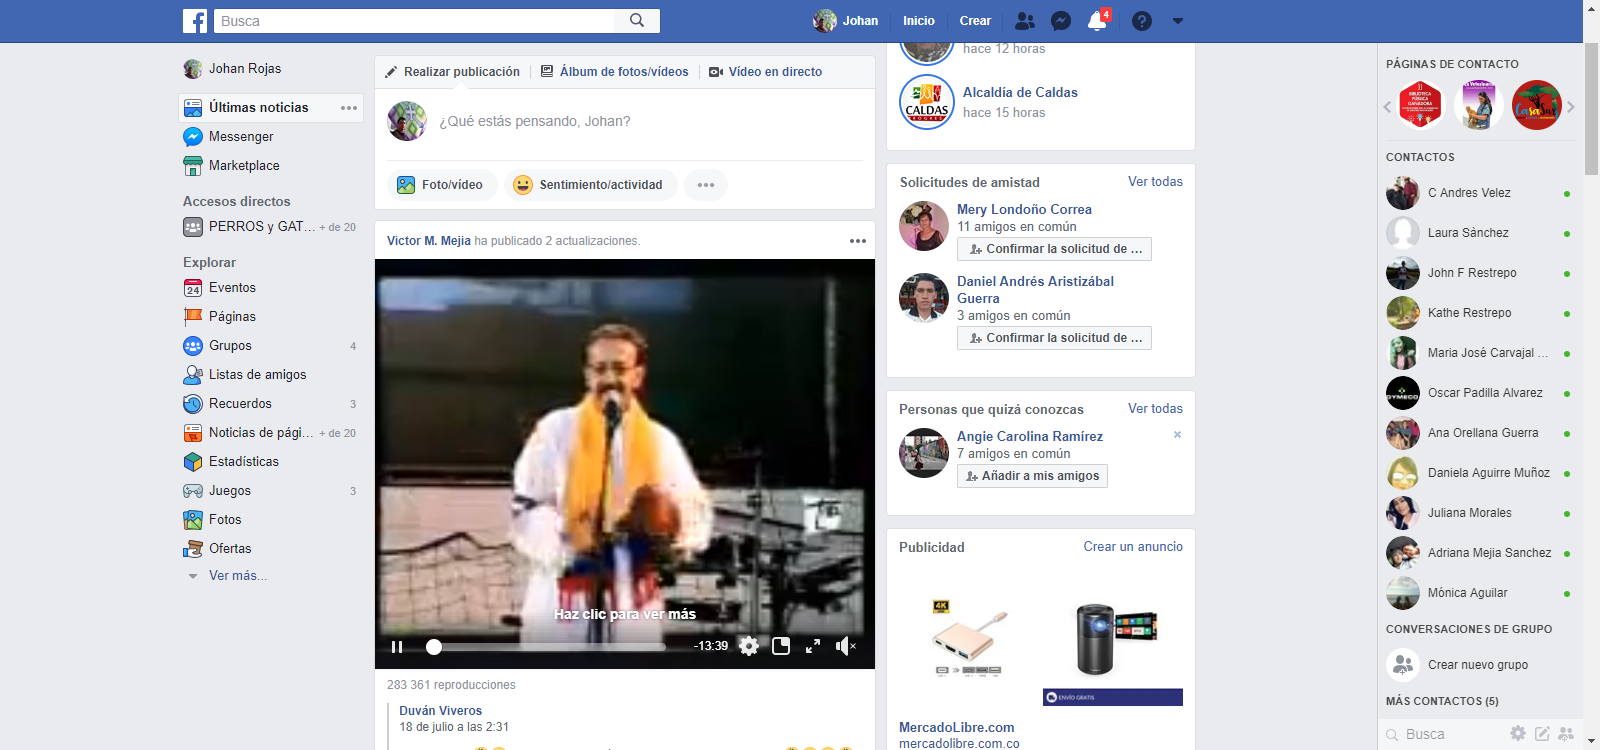 Busca
Johan
Inicio
Crear
4
Johan Rojas
Últimas noticias
Messenger
Marketplace
Accesos directos
PERROS y GAT... + de 20
Explorar
24
Eventos
Páginas
Grupos 4
Listas de amigos
Recuerdos 3
Noticias de pági... + de 20
Estadísticas
Juegos 3
Fotos
Ofertas
Ver más...
Realizar publicación
Álbum de fotos/vídeos
Vídeo en directo
¿Qué estás pensando, Johan?
Foto/vídeo
Sentimiento/actividad
Victor M. Mejia ha publicado 2 actualizaciones.
Haz clic para ver más
-13:39
283 361 reproducciones
Duván Viveros
18 de julio a las 2:31
hace 12 horas
CALDAS
PROGRESA
Alcaldía de Caldas
hace 15 horas
Solicitudes de amistad
Ver todas
Mery Londoño Correa
11 amigos en común
Confirmar la solicitud de ...
Daniel Andrés Aristizábal
Guerra
3 amigos en común
Confirmar la solicitud de ...
Personas que quizá conozcas
Ver todas
Angie Carolina Ramírez
7 amigos en común
Añadir a mis amigos
Publicidad
Crear un anuncio
4K
ENVÍO GRATIS
MercadoLibre.com
mercadolibre.com.co
PÁGINAS DE CONTACTO
BIBLIOTECA
PÚBLICA
GANADORA
CasaSur
CONTACTOS
C Andres Velez
Laura Sànchez
John F Restrepo
Kathe Restrepo
Maria José Carvajal ...
GYMECO
Oscar Padilla Alvarez
Ana Orellana Guerra
Daniela Aguirre Muñoz
Juliana Morales
Adriana Mejia Sanchez
Mónica Aguilar
CONVERSACIONES DE GRUPO
Crear nuevo grupo
MÁS CONTACTOS (5)
Busca